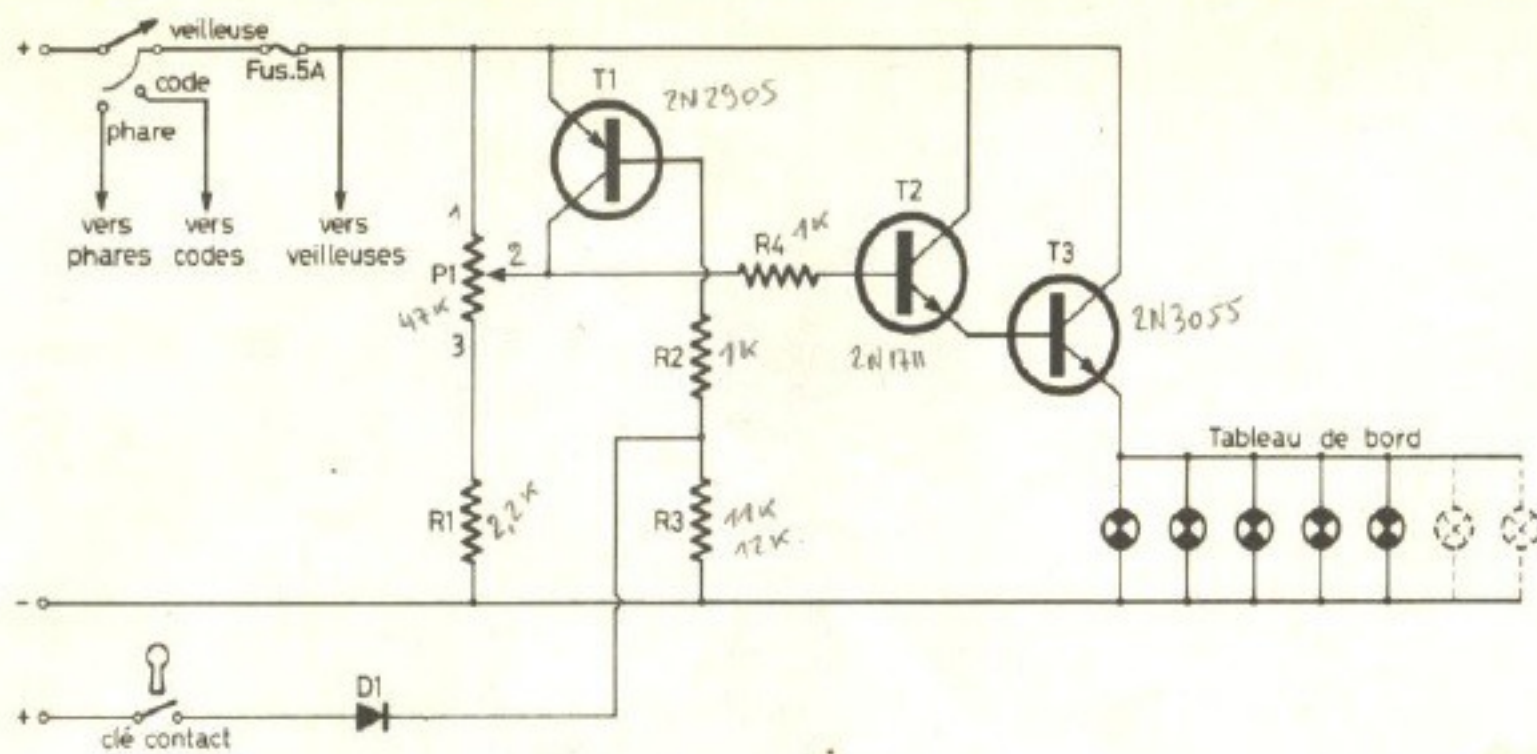 +
veilleuse
Fus.5A
code
phare
vers phares
vers codes
vers veilleuses
T1
2N2905
1
P1
2
47K
3
R4
1K
T2
2N1711
T3
2N3055
R2
1K
R1
2,2K
R3
11K
12K
Tableau de bord
-
+
clé contact
D1